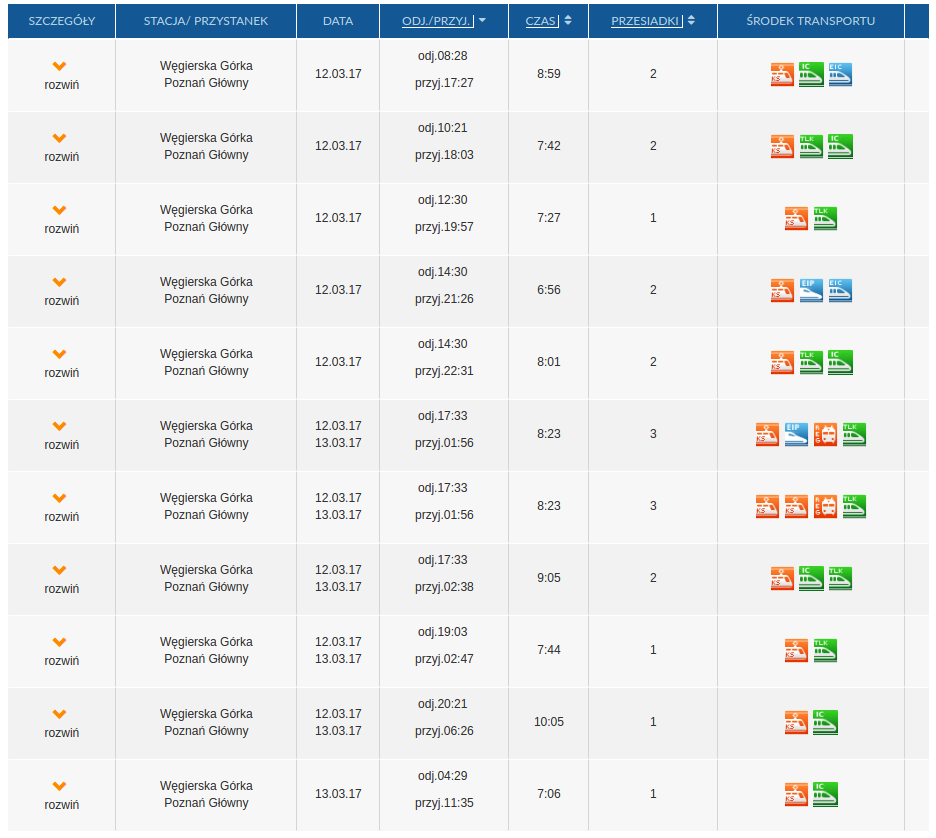 SZCZEGÓŁY STACJA/ PRZYSTANEK DATA ODJ./PRZYJ. CZAS PRZESIADKI ŚRODEK TRANSPORTU
odj.08:28
Węgierska Górka 12.03.17 8:59 2 KS IC EIC
rozwiń Poznań Główny przyj.17:27
odj.10:21
Węgierska Górka 12.03.17 7:42 2 KS TLK IC
rozwiń Poznań Główny przyj.18:03
odj.12:30
Węgierska Górka 12.03.17 7:27 1 KS TLK
rozwiń Poznań Główny przyj.19:57
odj.14:30
Węgierska Górka 12.03.17 6:56 2 KS EIP EIC
rozwiń Poznań Główny przyj.21:26
odj.14:30
Węgierska Górka 12.03.17 8:01 2 KS TLK IC
rozwiń Poznań Główny przyj.22:31
odj.17:33
Węgierska Górka 12.03.17 8:23 3 KS EIP REG TLK
rozwiń Poznań Główny 13.03.17 przyj.01:56
odj.17:33
Węgierska Górka 12.03.17 8:23 3 KS KS REG TLK
rozwiń Poznań Główny 13.03.17 przyj.01:56
odj.17:33
Węgierska Górka 12.03.17 9:05 2 KS IC TLK
rozwiń Poznań Główny 13.03.17 przyj.02:38
odj.19:03
Węgierska Górka 12.03.17 7:44 1 KS TLK
rozwiń Poznań Główny 13.03.17 przyj.02:47
odj.20:21
Węgierska Górka 12.03.17 10:05 1 KS IC
rozwiń Poznań Główny 13.03.17 przyj.06:26
odj.04:29
Węgierska Górka 13.03.17 7:06 1 KS IC
rozwiń Poznań Główny przyj.11:35